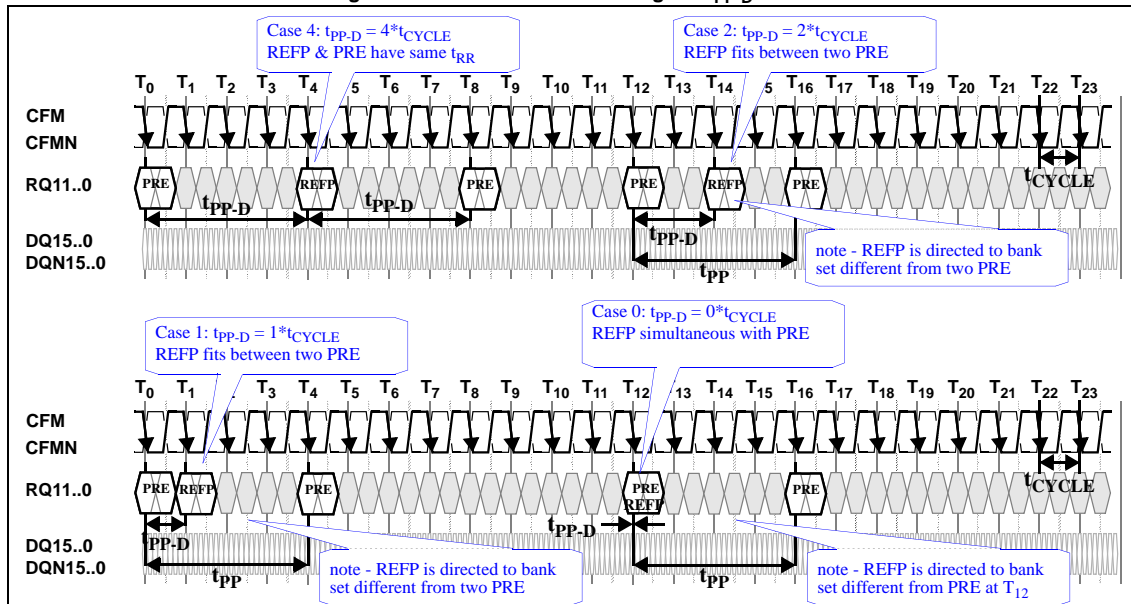 Case 4: tPP-D = 4*tCYCLE
REFP & PRE have same tRR
Case 2: tPP-D = 2*tCYCLE
REFP fits between two PRE
T0 T1 T2 T3 T4 5 T6 T7 T8 T9 T10 T11 T12 13 T14 5 T16 T17 T18 T19 T20 T21 22 T23
CFM
CFMN
RQ11..0
PRE REFP PRE PRE REFP PRE
tCYCLE
tPP-D tPP-D tPP-D
DQ15..0
DQN15..0
tPP
note - REFP is directed to bank
set different from two PRE
Case 1: tPP-D = 1*tCYCLE
REFP fits between two PRE
Case 0: tPP-D = 0*tCYCLE
REFP simultaneous with PRE
T0 T1 T2 T3 T4 T5 T6 T7 T8 T9 T10 T11 T12 13 T14 T15 T16 T17 T18 T19 T20 T21 T22 T23
CFM
CFMN
RQ11..0
PRE REFP PRE PRE REFP PRE
tCYCLE
tPP-D tPP-D
DQ15..0
DQN15..0
tPP tPP
note - REFP is directed to bank
set different from two PRE
note - REFP is directed to bank
set different from PRE at T12